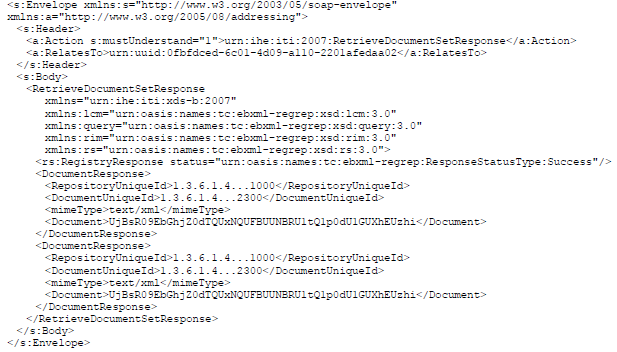 <s:Envelope xmlns:s="http://www.w3.org/2003/05/soap-envelope"
xmlns:a="http://www.w3.org/2005/08/addressing">
<s:Header>
<a:Action s:mustUnderstand="1">urn:ihe:iti:2007:RetrieveDocumentSetResponse</a:Action>
<a:RelatesTo>urn:uuid:0fbfdced-6c01-4d09-a110-2201afedaa02</a:RelatesTo>
</s:Header>
<s:Body>
<RetrieveDocumentSetResponse
xmlns="urn:ihe:iti:xds-b:2007"
xmlns:lcm="urn:oasis:names:tc:ebxml-regrep:xsd:lcm:3.0"
xmlns:query="urn:oasis:names:tc:ebxml-regrep:xsd:query:3.0"
xmlns:rim="urn:oasis:names:tc:ebxml-regrep:xsd:rim:3.0"
xmlns:rs="urn:oasis:names:tc:ebxml-regrep:xsd:rs:3.0">
<rs:RegistryResponse status="urn:oasis:names:tc:ebxml-regrep:ResponseStatusType:Success"/>
<DocumentResponse>
<RepositoryUniqueId>1.3.6.1.4...1000</RepositoryUniqueId>
<DocumentUniqueId>1.3.6.1.4...2300</DocumentUniqueId>
<mimeType>text/xml</mimeType>
<Document>UjBsR09EbGhjZ0dTQUxNQUFBUUNBRU1tQ1p0dU1GUXhEUzhi</Document>
</DocumentResponse>
<DocumentResponse>
<RepositoryUniqueId>1.3.6.1.4...1000</RepositoryUniqueId>
<DocumentUniqueId>1.3.6.1.4...2300</DocumentUniqueId>
<mimeType>text/xml</mimeType>
<Document>UjBsR09EbGhjZ0dTQUxNQUFBUUNBRU1tQ1p0dU1GUXhEUzhi</Document>
</DocumentResponse>
</RetrieveDocumentSetResponse>
</s:Body>
</s:Envelope>